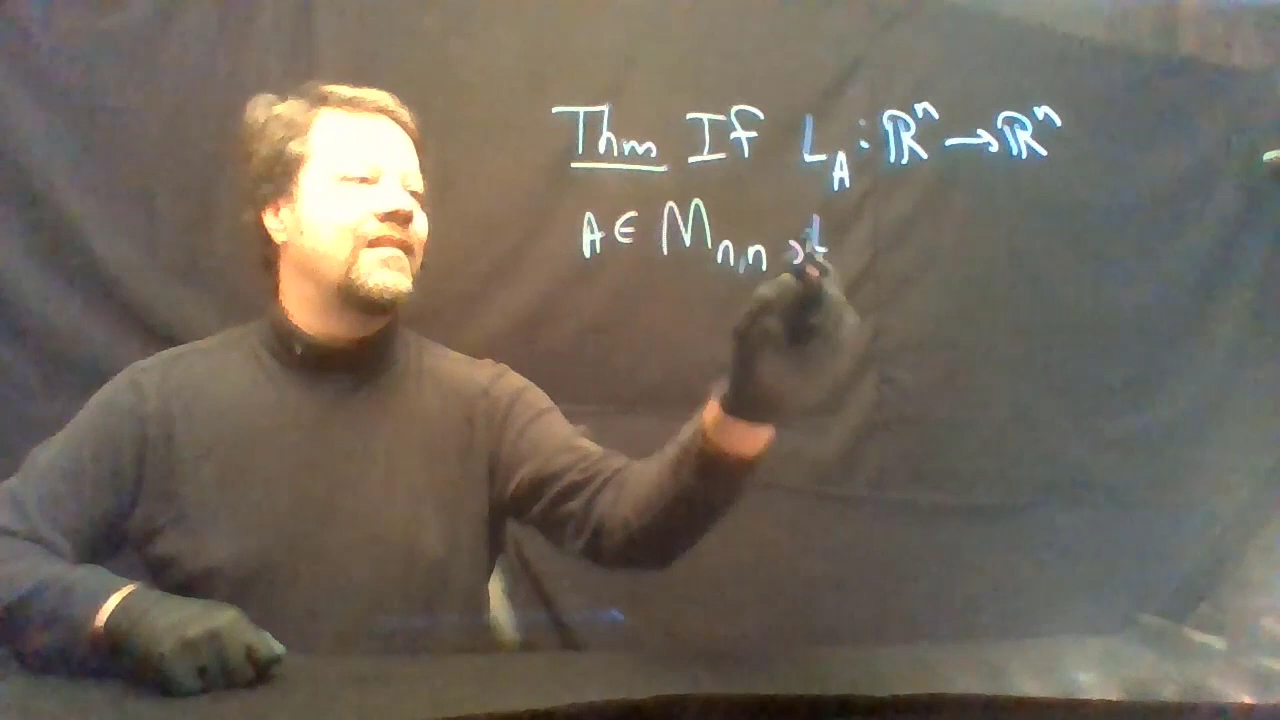 Thm If L_A : ℝⁿ → ℝⁿ
A ∈ M_{n,n}